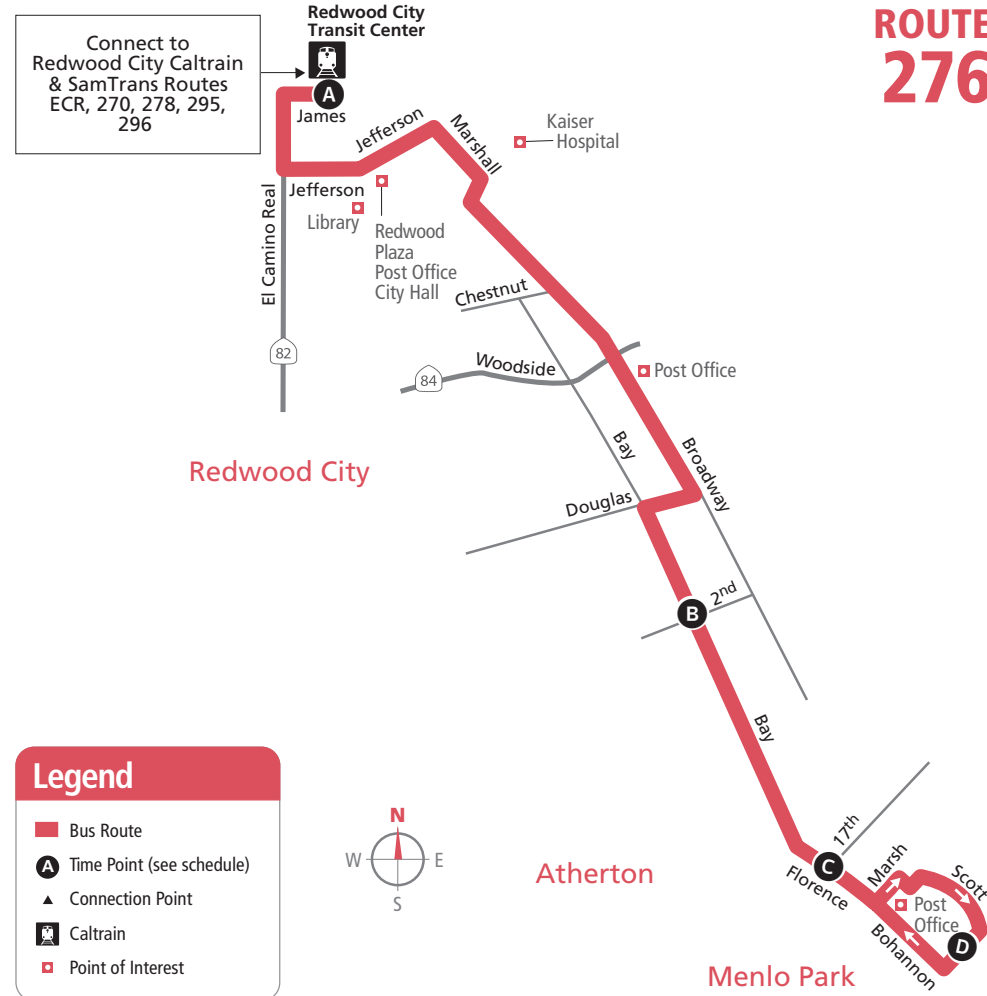 Redwood City
Transit Center
ROUTE
276
Connect to
Redwood City Caltrain
& SamTrans Routes
ECR, 270, 278, 295,
296
A
James
Jefferson
Marshall
Kaiser
Hospital
Jefferson
Library
Redwood
Plaza
Post Office
City Hall
El Camino Real
82
Chestnut
Woodside
84
Post Office
Redwood City
Bay
Broadway
Douglas
2nd
B
Bay
Legend
Bus Route
A Time Point (see schedule)
Connection Point
Caltrain
Point of Interest
N
W E
S
Atherton
17th
C
Florence
Marsh
Scott
Post
Office
D
Bohannon
Menlo Park